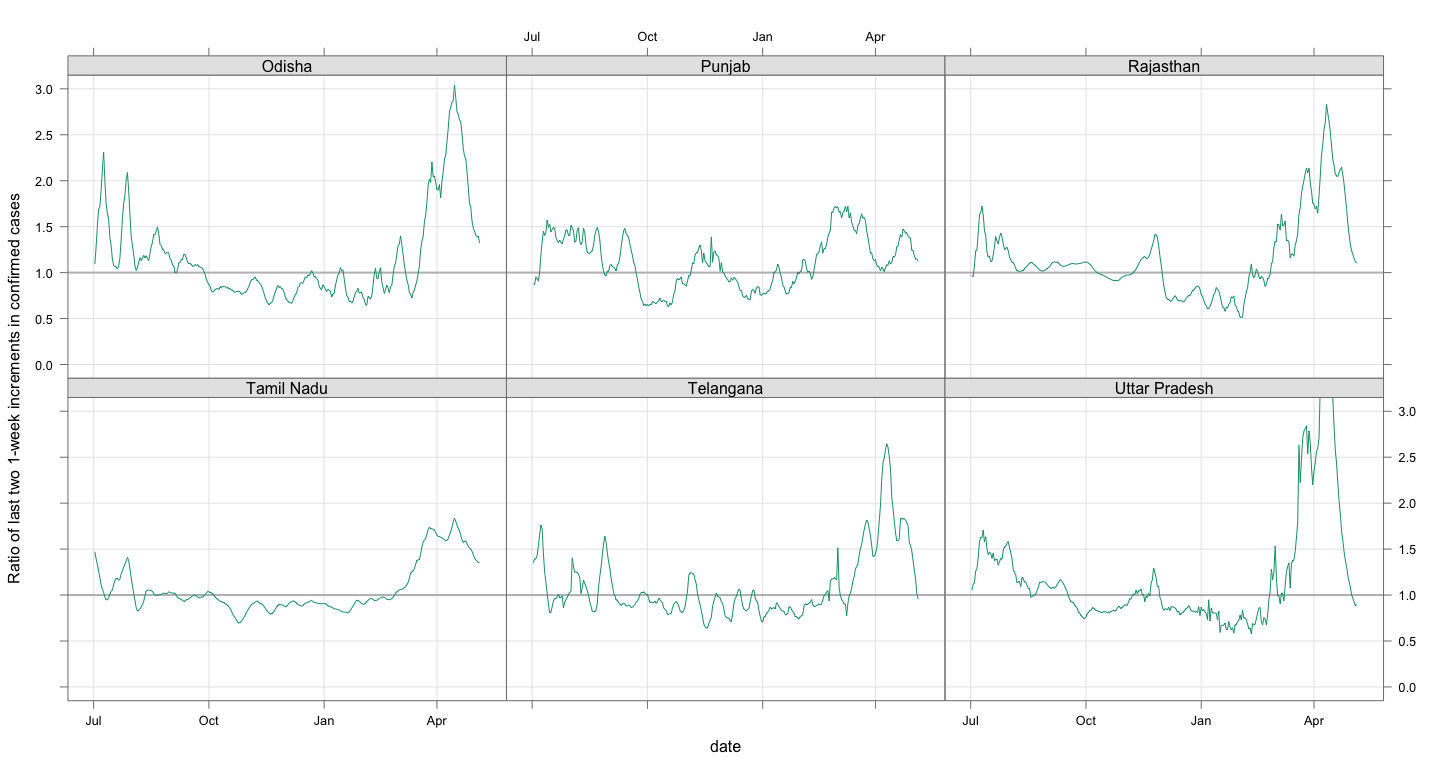 Jul Oct Jan Apr
Odisha Punjab Rajasthan
3.0
2.5
2.0
1.5
1.0
0.5
0.0
Ratio of last two 1-week increments in confirmed cases
Tamil Nadu Telangana Uttar Pradesh
3.0
2.5
2.0
1.5
1.0
0.5
0.0
Jul Oct Jan Apr Jul Oct Jan Apr
date